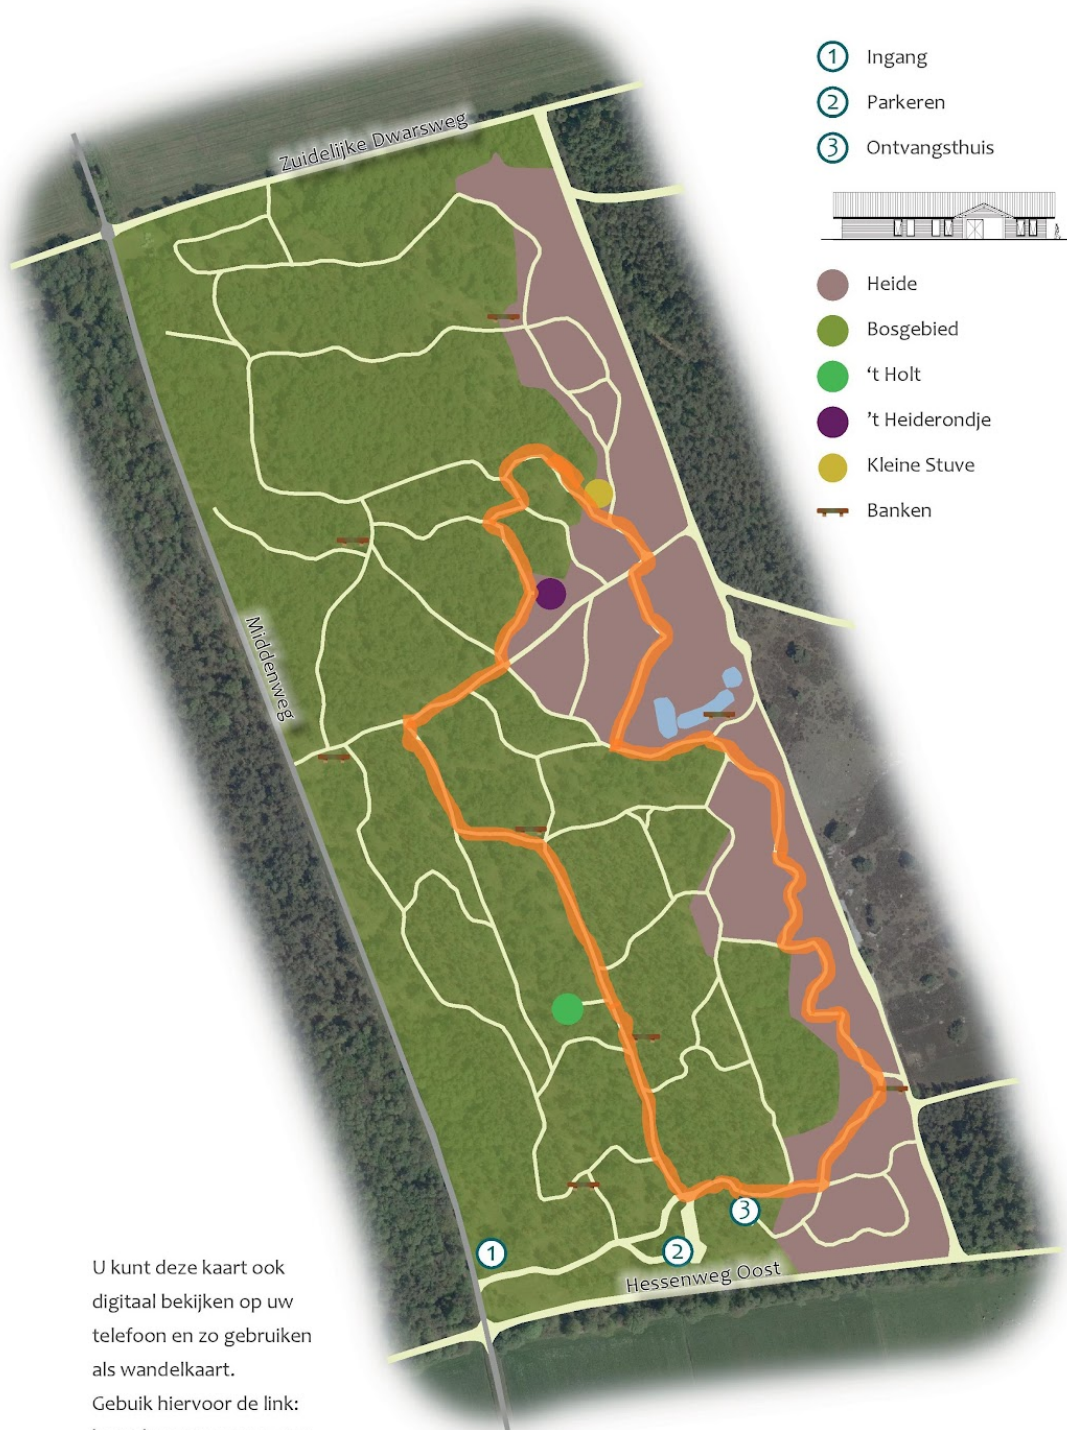 1 Ingang
2 Parkeren
3 Ontvangsthuis
Zuidelijke Dwarsweg
Heide
Bosgebied
‘t Holt
’t Heiderondje
Kleine Stuve
Banken
Middenweg
3
1
2
Hessenweg Oost
U kunt deze kaart ook
digitaal bekijken op uw
telefoon en zo gebruiken
als wandelkaart.
Gebuik hiervoor de link: